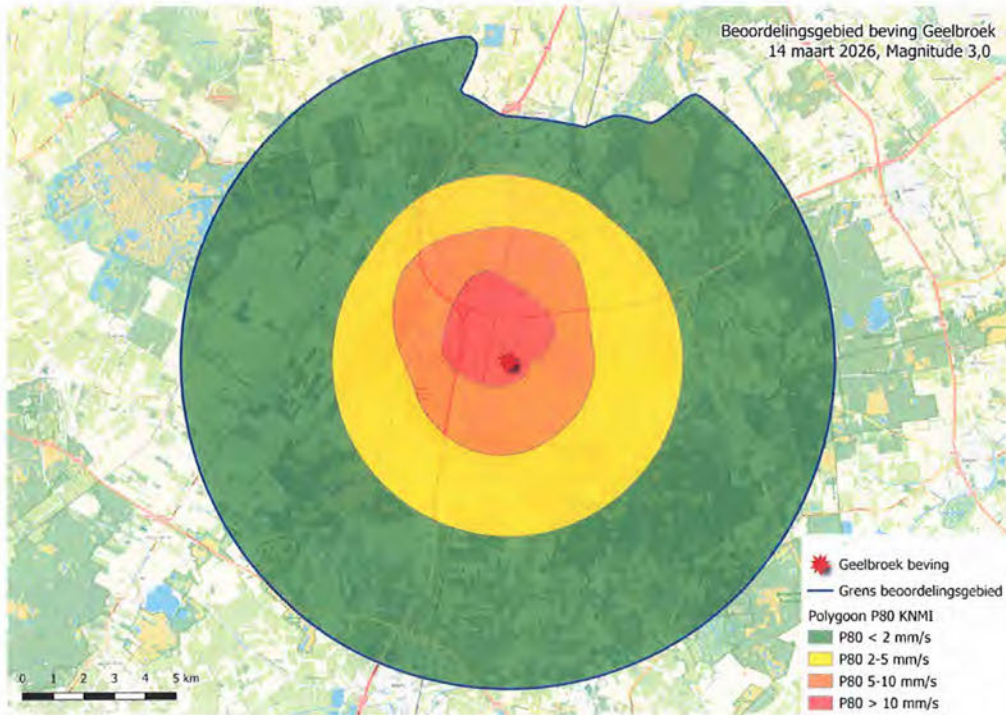 Beoordelingsgebied beving Geelbroek
14 maart 2026, Magnitude 3,0
Geelbroek beving
Grens beoordelingsgebied
Polygoon P80 KNMI
P80 < 2 mm/s
P80 2-5 mm/s
P80 5-10 mm/s
P80 > 10 mm/s
0 1 2 3 4 5 km